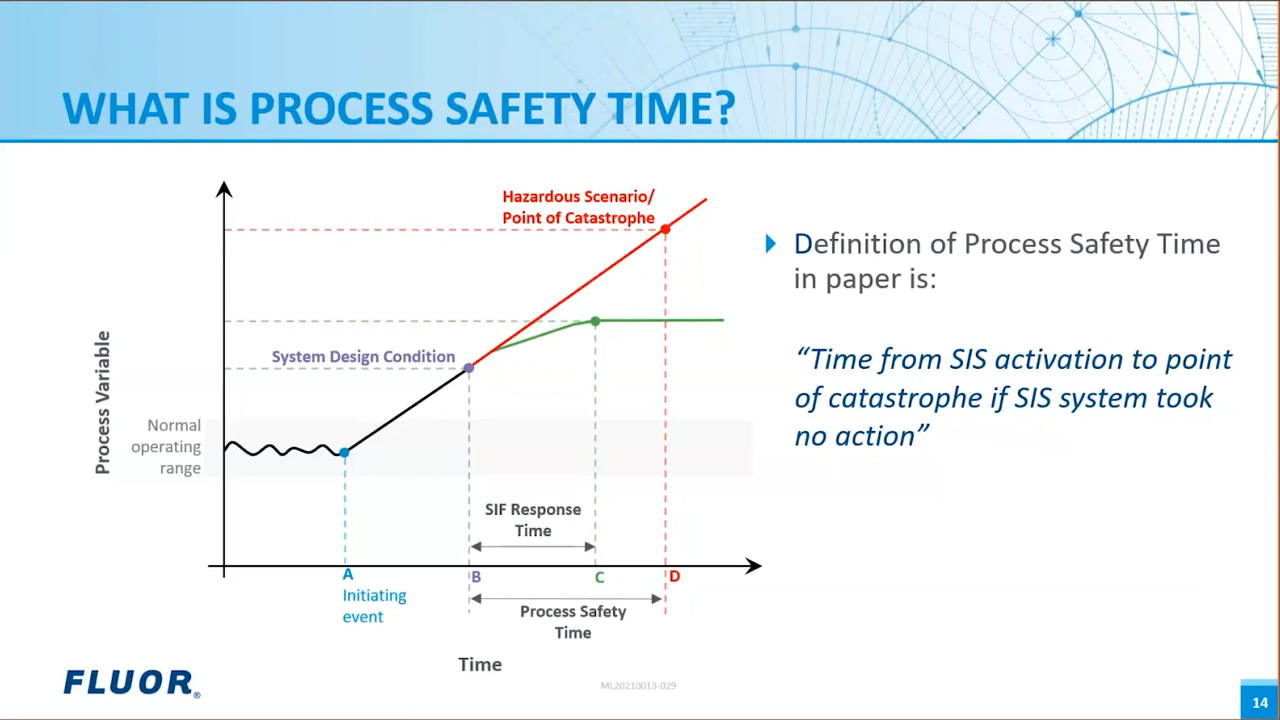 WHAT IS PROCESS SAFETY TIME?
Hazardous Scenario/
Point of Catastrophe
System Design Condition
Process Variable
Normal
operating
range
SIF Response
Time
A
B
C
D
Initiating
event
Process Safety
Time
Time
Definition of Process Safety Time
in paper is:
“Time from SIS activation to point
of catastrophe if SIS system took
no action”
FLUOR®
ML20210013-029
14